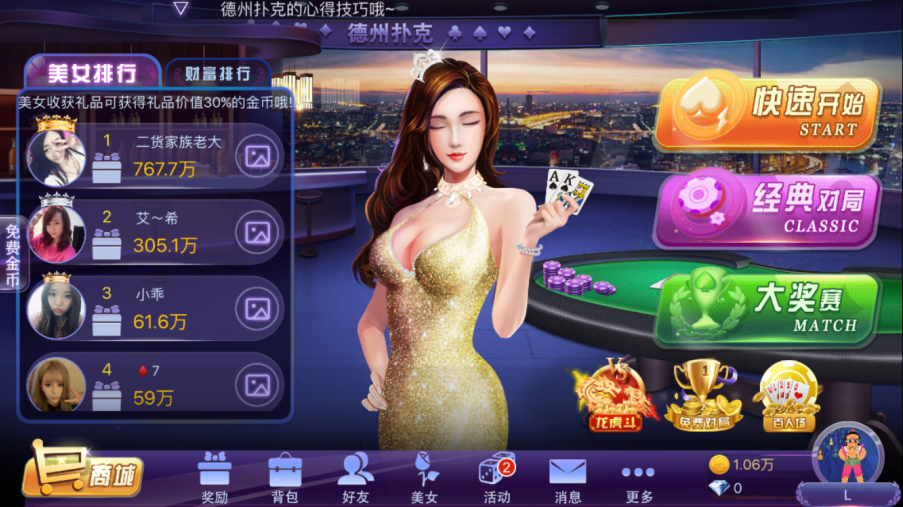 德州扑克的心得技巧哦~
德州扑克
美女排行
财富排行
美女收获礼品可获得礼品价值30%的金币哦!
1
二货家族老大
767.7万
2
艾～希
305.1万
3
小乖
61.6万
4
7
59万
免费金币
A K
快速开始
START
经典对局
CLASSIC
大奖赛
MATCH
VS
龙虎斗
1
免费对局
百人场
商城
奖励
背包
好友
美女
2
活动
消息
更多
1.06万
0
L